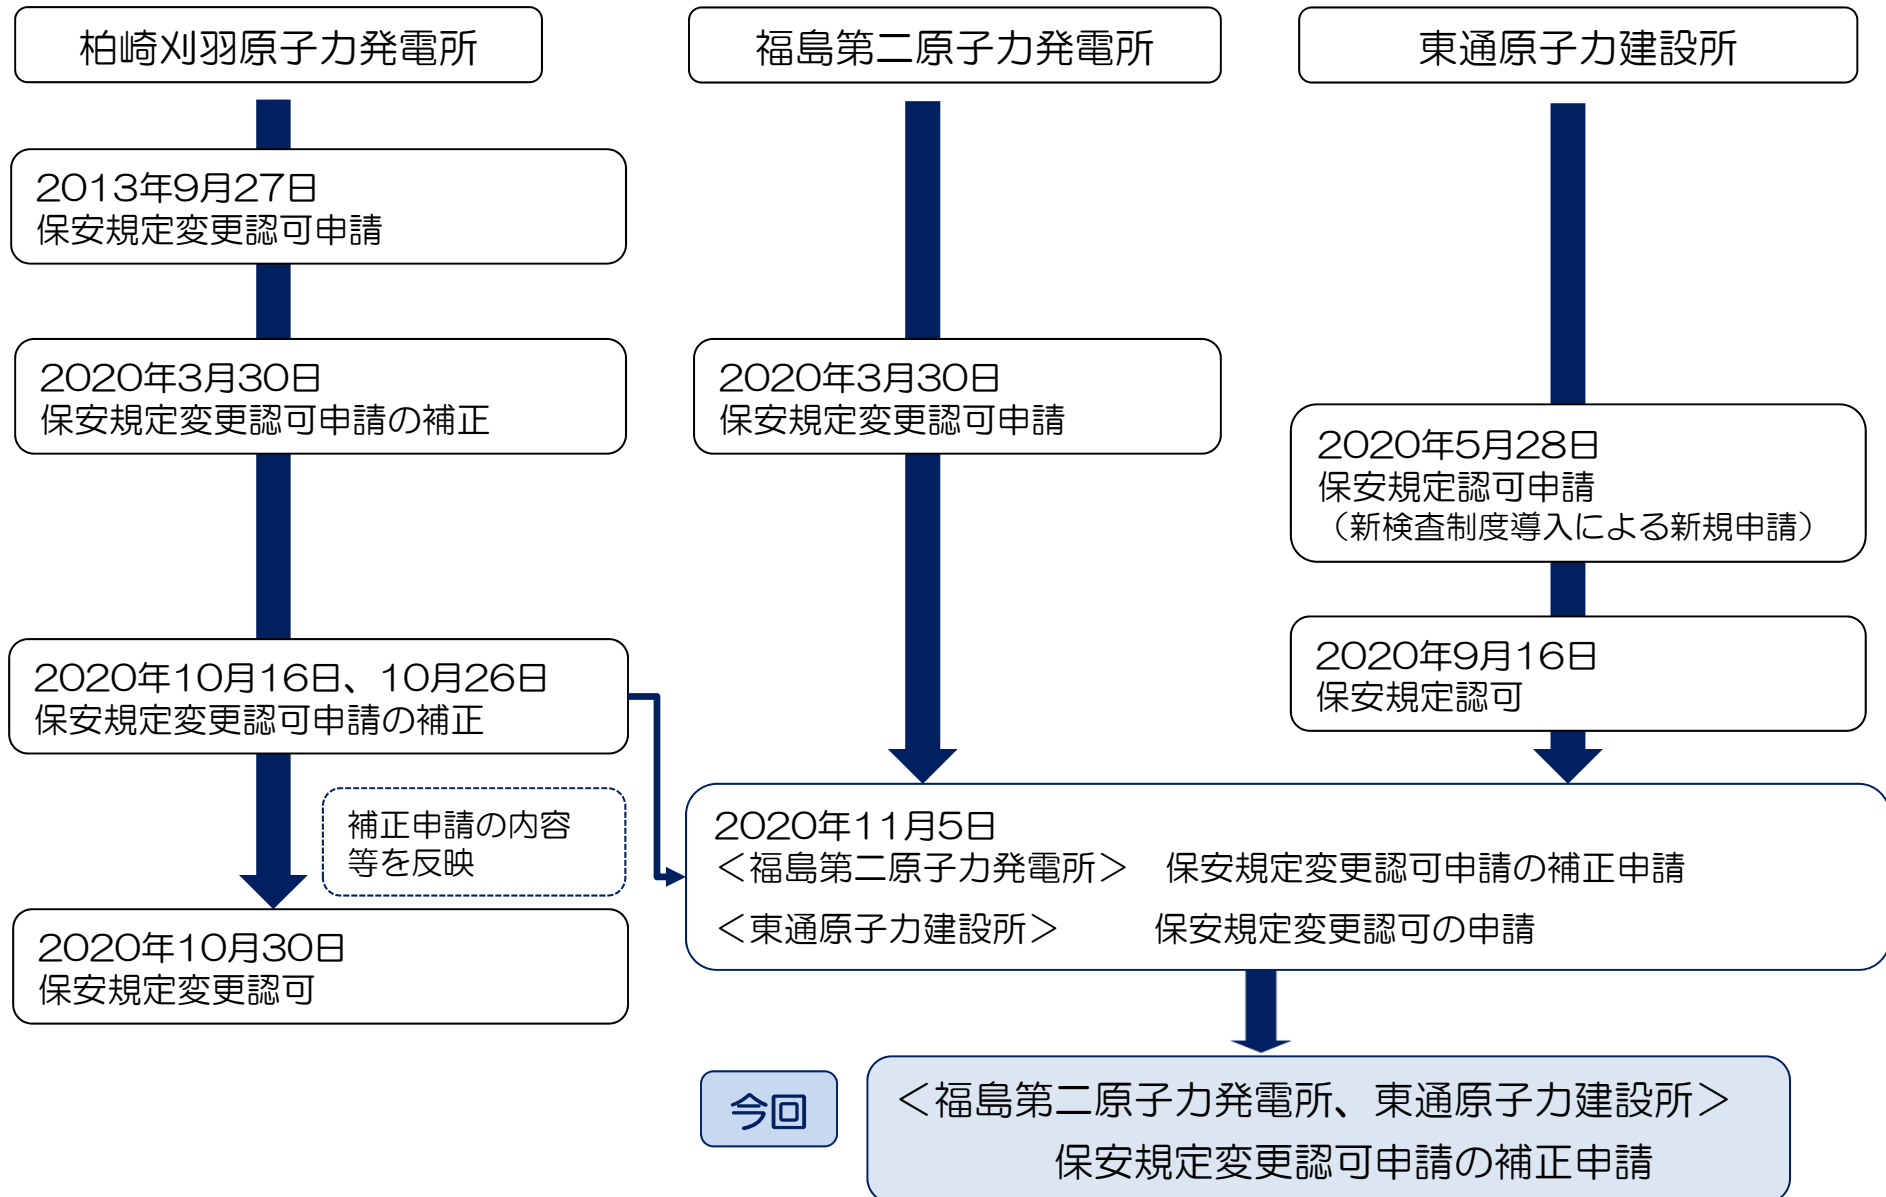 柏崎刈羽原子力発電所
2013年9月27日
保安規定変更認可申請
2020年3月30日
保安規定変更認可申請の補正
2020年10月16日、10月26日
保安規定変更認可申請の補正
補正申請の内容
等を反映
2020年10月30日
保安規定変更認可
福島第二原子力発電所
2020年3月30日
保安規定変更認可申請
東通原子力建設所
2020年5月28日
保安規定認可申請
（新検査制度導入による新規申請）
2020年9月16日
保安規定認可
2020年11月5日
＜福島第二原子力発電所＞　保安規定変更認可申請の補正申請
＜東通原子力建設所＞　　　保安規定変更認可の申請
今回
＜福島第二原子力発電所、東通原子力建設所＞
保安規定変更認可申請の補正申請